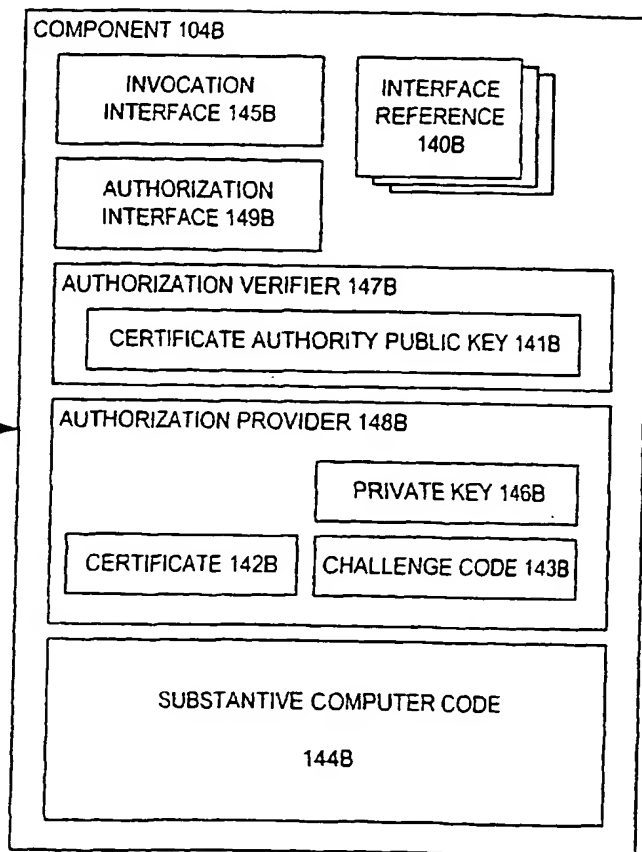 COMPONENT 104B
INVOCATION
INTERFACE 145B
INTERFACE
REFERENCE
140B
AUTHORIZATION
INTERFACE 149B
AUTHORIZATION VERIFIER 147B
CERTIFICATE AUTHORITY PUBLIC KEY 141B
AUTHORIZATION PROVIDER 148B
PRIVATE KEY 146B
CERTIFICATE 142B
CHALLENGE CODE 143B
SUBSTANTIVE COMPUTER CODE
144B